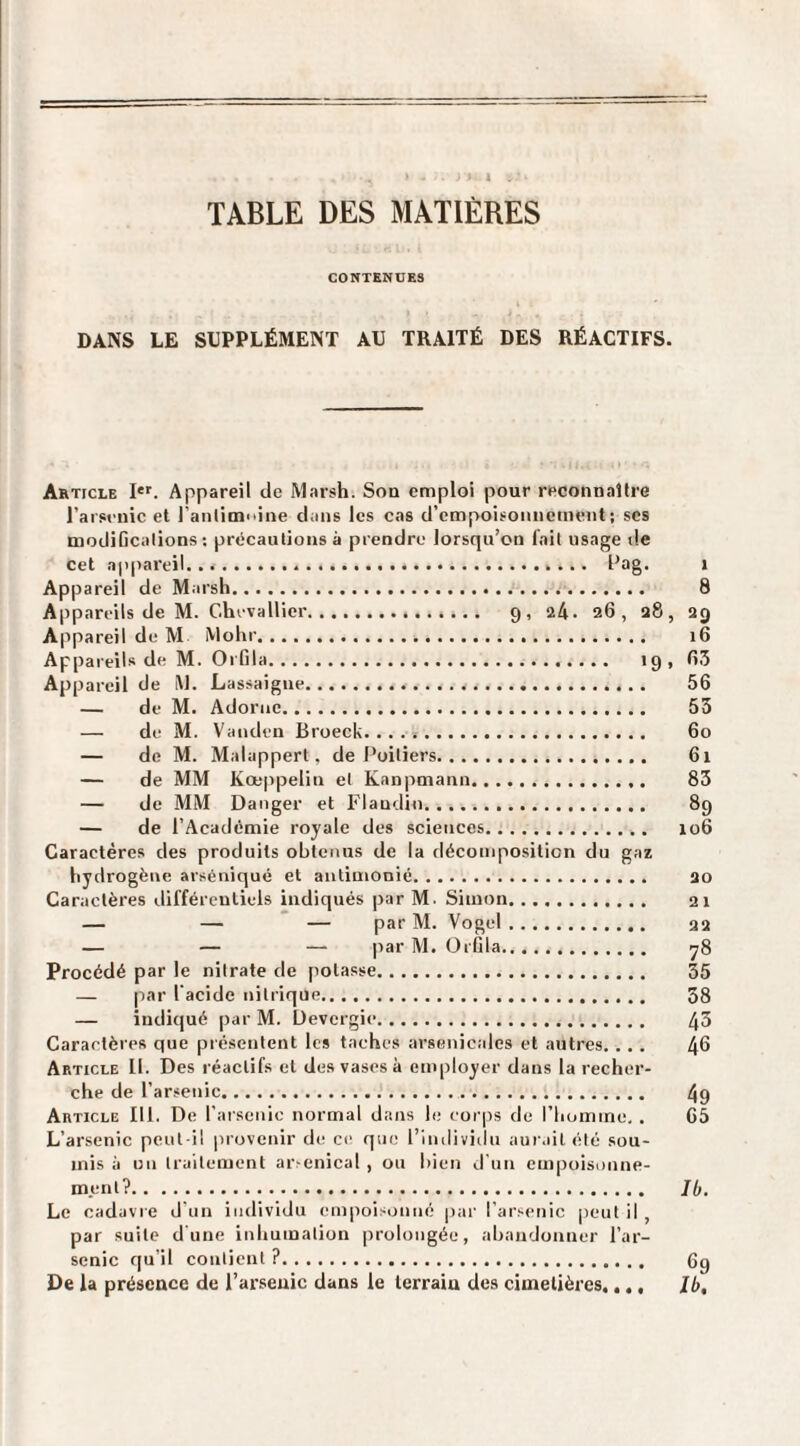 TABLE DES MATIÈRES
CONTENUES
DANS LE SUPPLÉMENT AU TRAITÉ DES RÉACTIFS.
Article Ier. Appareil de Marsh. Son emploi pour reconnaître
l'arsenic et l'antimoine dans les cas d'empoisonnement; ses
modifications: précautions à prendre lorsqu'on fait usage de
cet appareil. Pag. 1
Appareil de Marsh. 8
Appareils de M. Chevallier. 9, 24. 26, 28, 29
Appareil de M Mohr. 16
Appareils de M. Orfila. 19, 63
Appareil de M. Lassaigne. 56
— de M. Adorne. 53
— de M. Vanden Broeck. 60
— de M. Malappert, de Poitiers. 61
— de MM Kœppelin et Kanpmann. 83
— de MM Danger et Flandin. 89
— de l'Académie royale des sciences. 106
Caractères des produits obtenus de la décomposition du gaz
hydrogène arséniqué et antimonié. 20
Caractères différentiels indiqués par M. Simon. 21
— — — par M. Vogel. 22
— — — par M. Orfila. 78
Procédé par le nitrate de potasse. 35
— par l'acide nitrique. 38
— indiqué par M. Devergie. 43
Caractères que présentent les taches arsenicales et autres. 46
Article II. Des réactifs et des vases à employer dans la recher-
che de l'arsenic. 49
Article III. De l'arsenic normal dans le corps de l'homme. 65
L'arsenic peut-il provenir de ce que l'individu aurait été sou-
mis à un traitement arsenical, ou bien d'un empoisonne-
ment?. Ib.
Le cadavre d'un individu empoisonné par l'arsenic peut il,
par suite d'une inhumation prolongée, abandonner l'ar-
senic qu'il contient?. 69
De la présence de l'arsenic dans le terrain des cimetières. Ib.